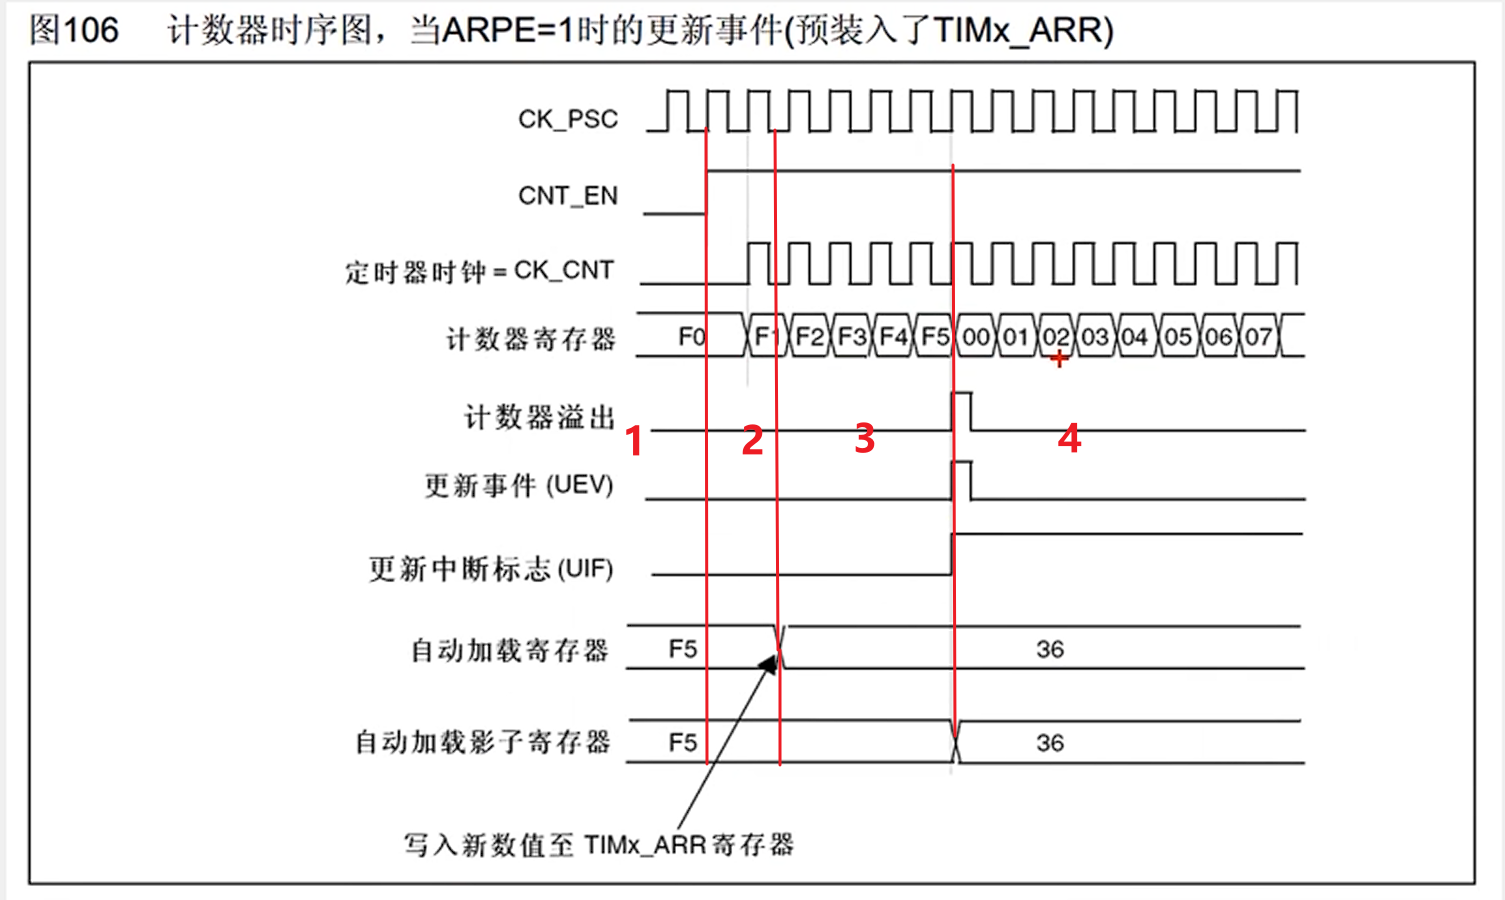 图106 计数器时序图，当ARPE=1时的更新事件(预装入了TIMx_ARR)
CK_PSC
CNT_EN
定时器时钟 = CK_CNT
计数器寄存器 F0 F1 F2 F3 F4 F5 00 01 02 03 04 05 06 07
计数器溢出
1 2 3 4
更新事件 (UEV)
更新中断标志 (UIF)
自动加载寄存器 F5 36
自动加载影子寄存器 F5 36
写入新数值至 TIMx_ARR 寄存器